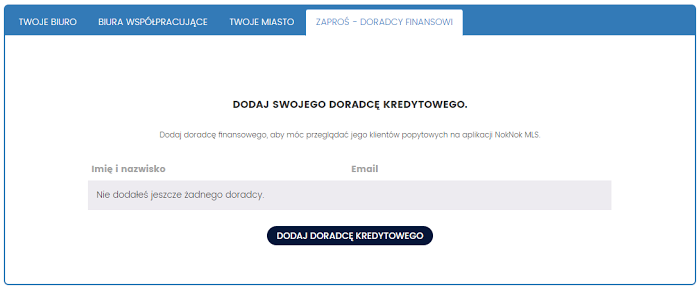 TWOJE BIURO BIURA WSPÓŁPRACUJĄCE TWOJE MIASTO ZAPROŚ - DORADCY FINANSOWI
DODAJ SWOJEGO DORADCĘ KREDYTOWEGO.
Dodaj doradcę finansowego, aby móc przeglądać jego klientów popytowych na aplikacji NokNok MLS.
Imię i nazwisko Email
Nie dodałeś jeszcze żadnego doradcy.
DODAJ DORADCĘ KREDYTOWEGO